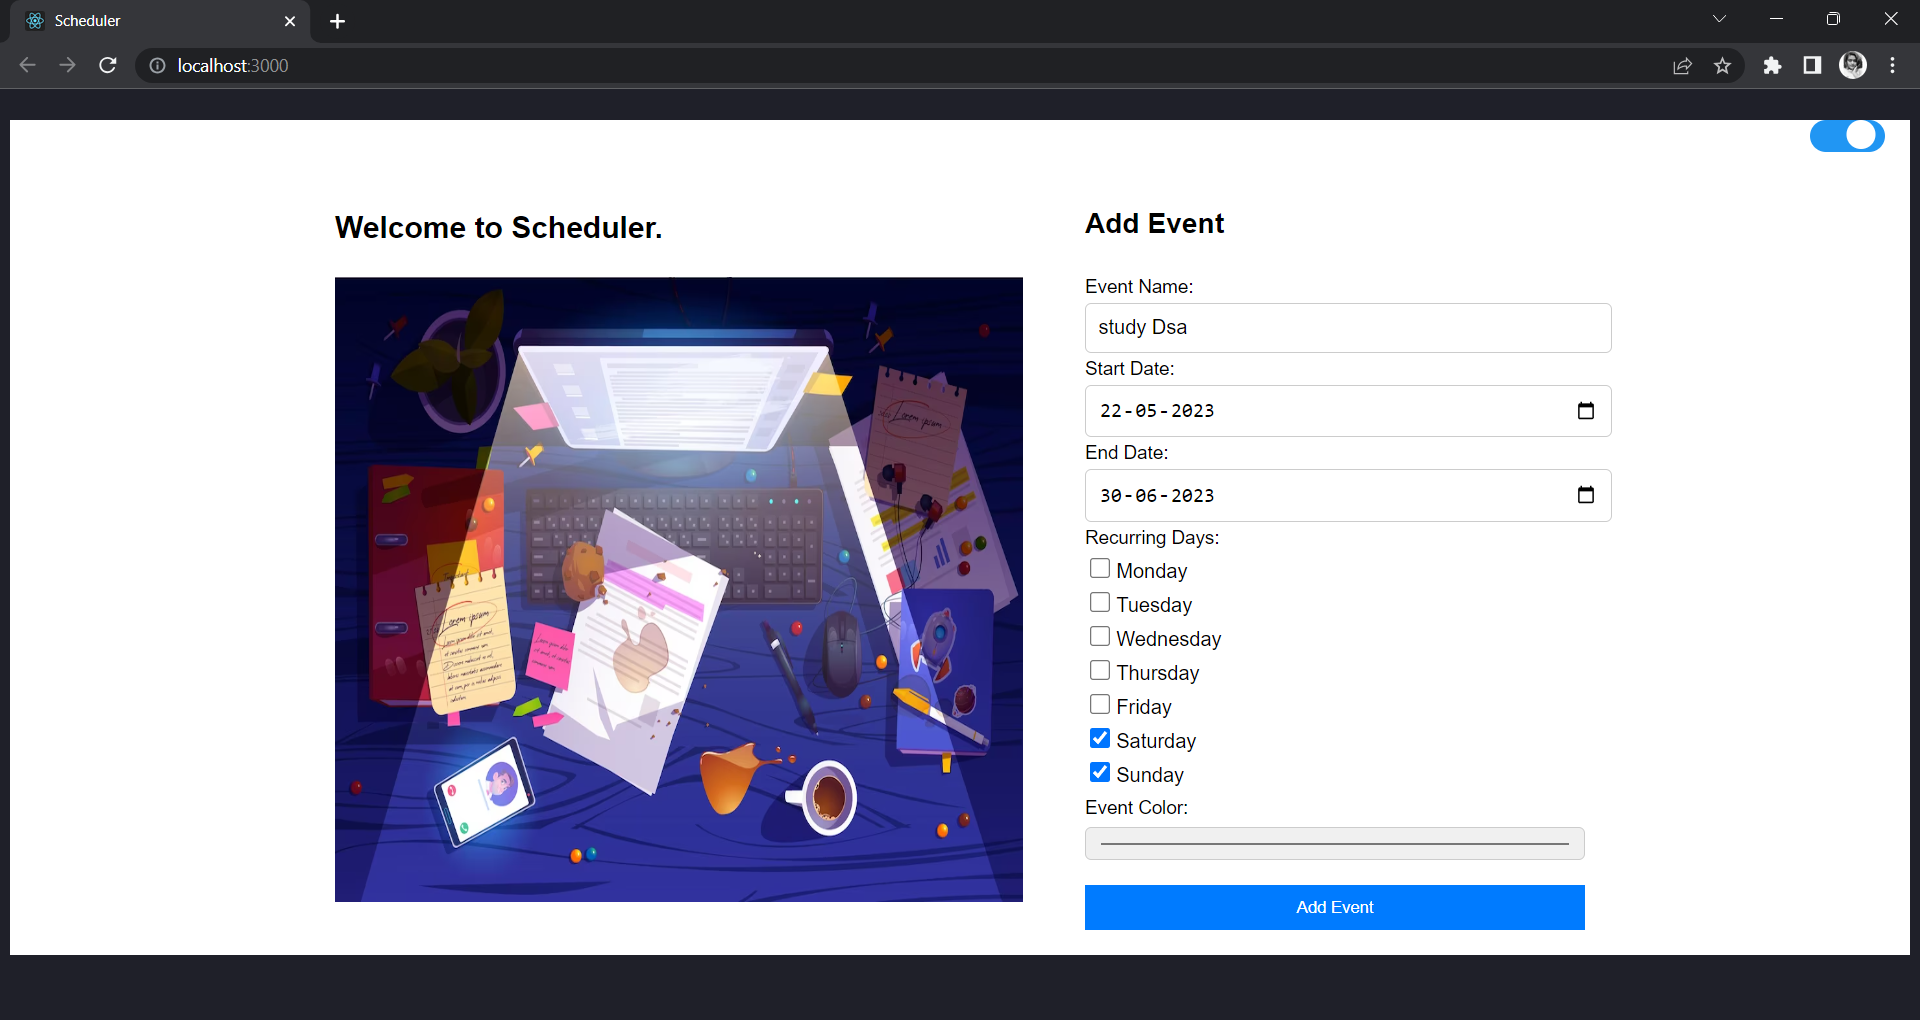 Scheduler
localhost:3000
Welcome to Scheduler.
Add Event
Event Name:
study Dsa
Start Date:
22-05-2023
End Date:
30-06-2023
Recurring Days:
Monday
Tuesday
Wednesday
Thursday
Friday
Saturday
Sunday
Event Color:
Add Event
Lorem ipsum
Lorem ipsum